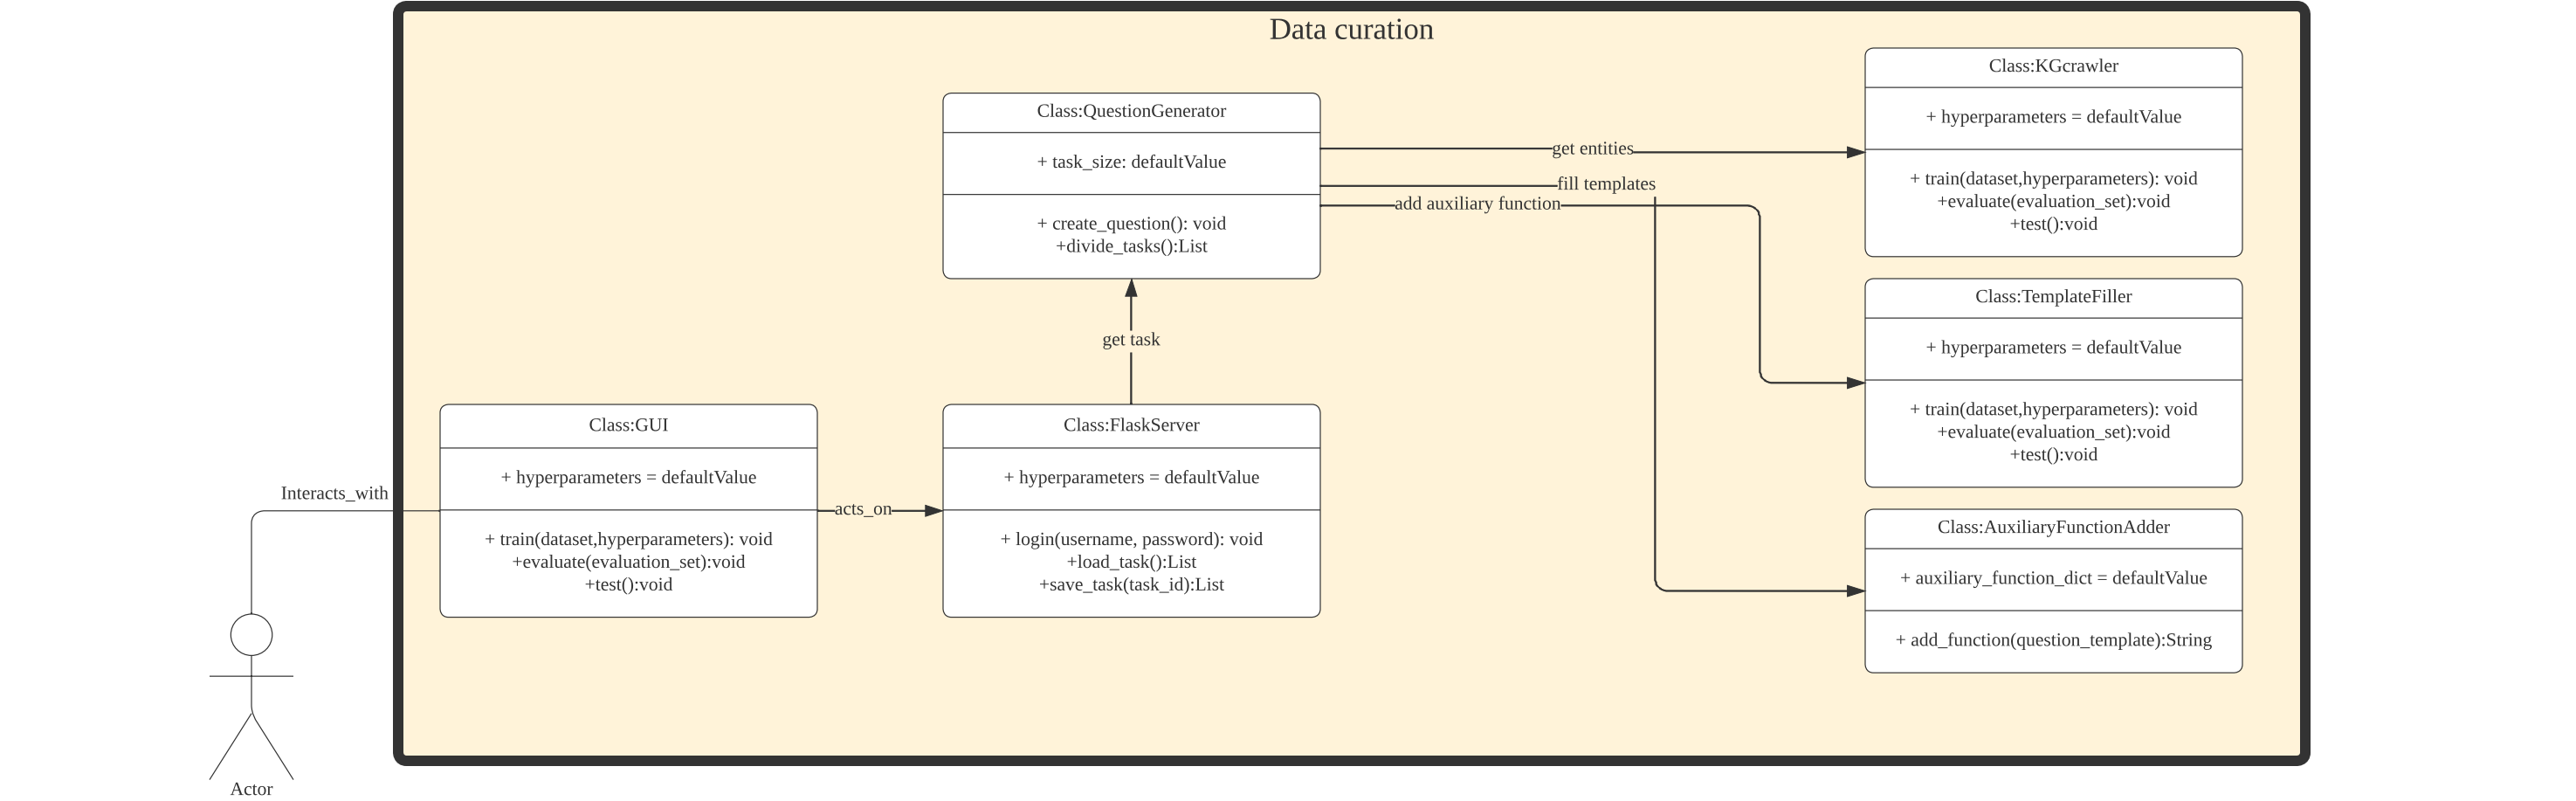 Data curation
Class:QuestionGenerator
+ task_size: defaultValue
+ create_question(): void
+divide_tasks():List
get entities
fill templates
add auxiliary function
Class:KGcrawler
+ hyperparameters = defaultValue
+ train(dataset,hyperparameters): void
+evaluate(evaluation_set):void
+test():void
Class:TemplateFiller
+ hyperparameters = defaultValue
+ train(dataset,hyperparameters): void
+evaluate(evaluation_set):void
+test():void
get task
Interacts_with
Class:GUI
+ hyperparameters = defaultValue
+ train(dataset,hyperparameters): void
+evaluate(evaluation_set):void
+test():void
acts_on
Class:FlaskServer
+ hyperparameters = defaultValue
+ login(username, password): void
+load_task():List
+save_task(task_id):List
Class:AuxiliaryFunctionAdder
+ auxiliary_function_dict = defaultValue
+ add_function(question_template):String
Actor